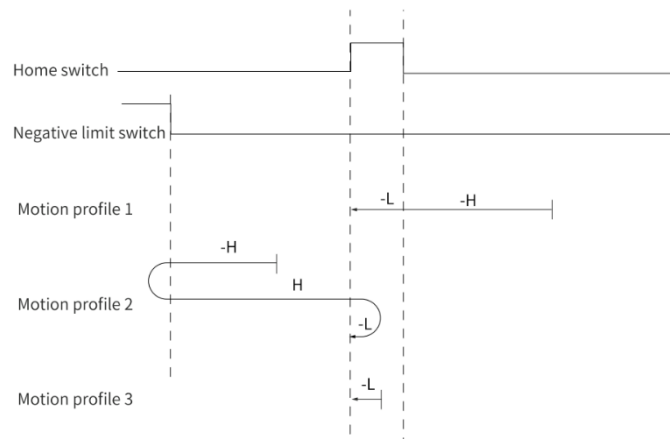 Home switch
Negative limit switch
Motion profile 1
-L
-H
-H
Motion profile 2
H
-L
-L
Motion profile 3